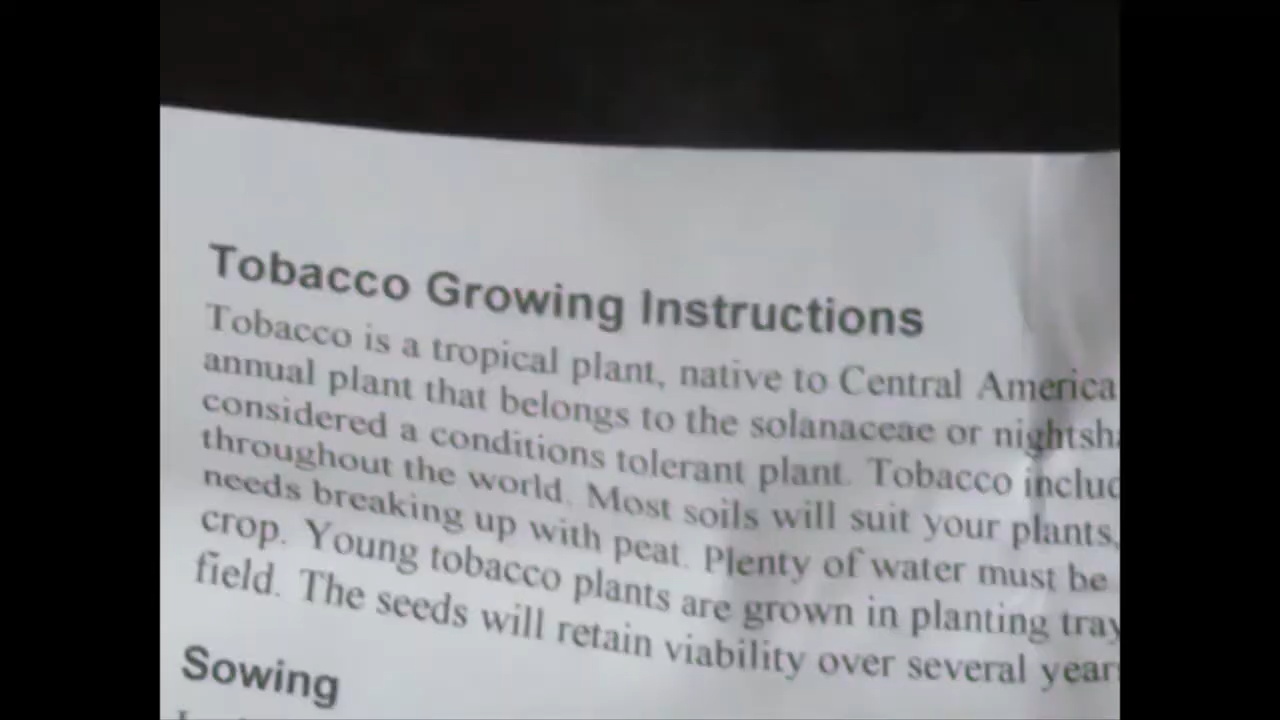 Tobacco Growing Instructions
Tobacco is a tropical plant, native to Central America
annual plant that belongs to the solanaceae or nightsh
considered a conditions tolerant plant. Tobacco includ
throughout the world. Most soils will suit your plants,
needs breaking up with peat. Plenty of water must be
crop. Young tobacco plants are grown in planting tray
field. The seeds will retain viability over several year
Sowing